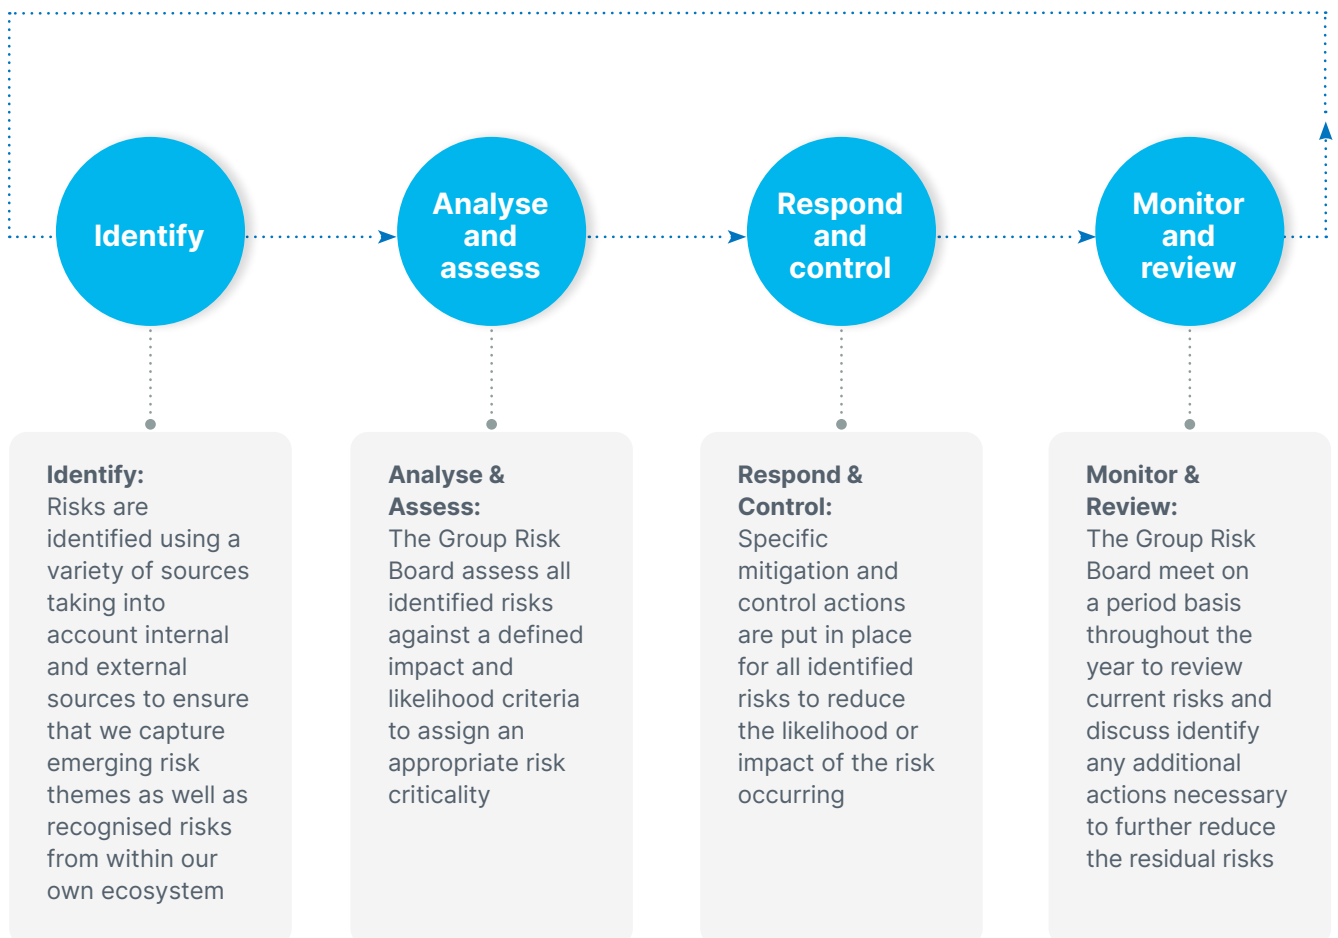 Identify
Analyse
and
assess
Respond
and
control
Monitor
and
review
Identify:
Risks are
identified using a
variety of sources
taking into
account internal
and external
sources to ensure
that we capture
emerging risk
themes as well as
recognised risks
from within our
own ecosystem
Analyse &
Assess:
The Group Risk
Board assess all
identified risks
against a defined
impact and
likelihood criteria
to assign an
appropriate risk
criticality
Respond &
Control:
Specific
mitigation and
control actions
are put in place
for all identified
risks to reduce
the likelihood or
impact of the risk
occurring
Monitor &
Review:
The Group Risk
Board meet on
a period basis
throughout the
year to review
current risks and
discuss identify
any additional
actions necessary
to further reduce
the residual risks